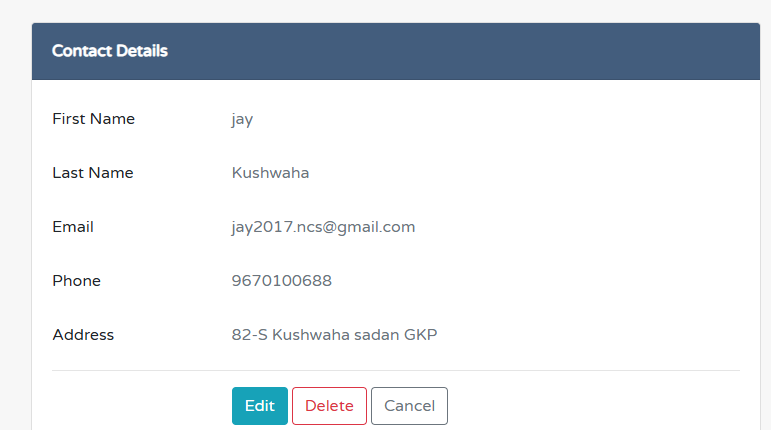 Contact Details
First Name jay
Last Name Kushwaha
Email jay2017.ncs@gmail.com
Phone 9670100688
Address 82-S Kushwaha sadan GKP
Edit Delete Cancel